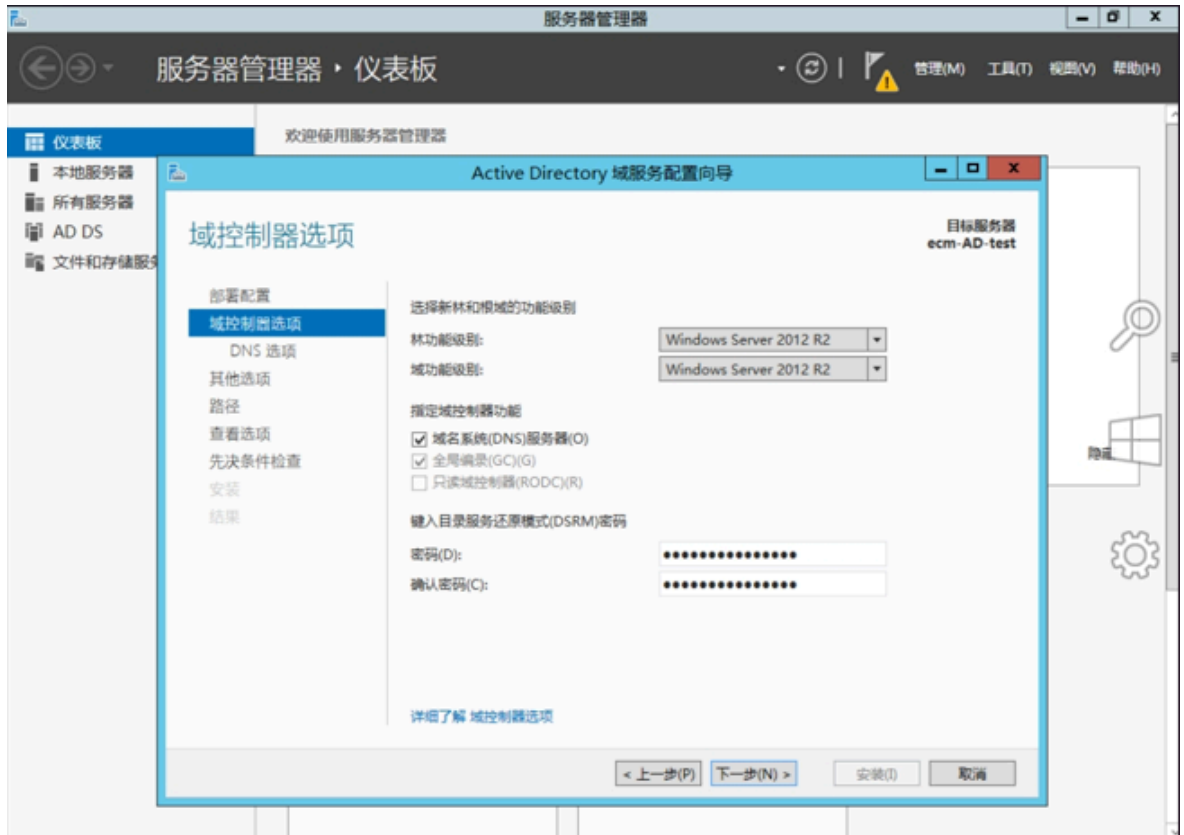 服务器管理器
服务器管理器 · 仪表板
管理(M) 工具(T) 视图(V) 帮助(H)
仪表板
本地服务器
所有服务器
AD DS
文件和存储服务
欢迎使用服务器管理器
Active Directory 域服务配置向导
域控制器选项
目标服务器
ecm-AD-test
部署配置
域控制器选项
DNS 选项
其他选项
路径
查看选项
先决条件检查
安装
结果
选择新林和根域的功能级别
林功能级别: Windows Server 2012 R2
域功能级别: Windows Server 2012 R2
指定域控制器功能
域名系统(DNS)服务器(O)
全局编录(GC)(G)
只读域控制器(RODC)(R)
键入目录服务还原模式(DSRM)密码
密码(D): ●●●●●●●●●●●●●●●
确认密码(C): ●●●●●●●●●●●●●●●
详细了解 域控制器选项
< 上一步(P) 下一步(N) > 安装(I) 取消